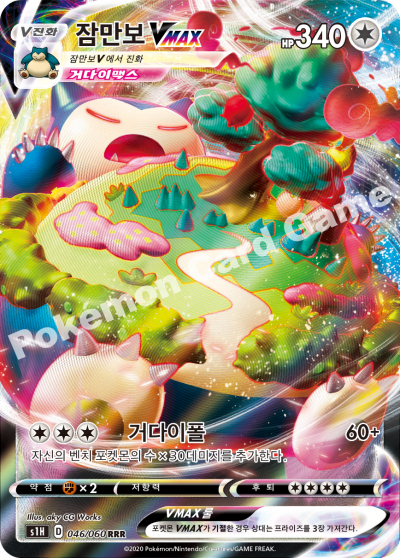 V진화
잠만보VMAX
HP340
잠만보V에서 진화
거다이맥스
Pokemon Card Game
거다이폴 60+
자신의 벤치 포켓몬의 수×30데미지를 추가한다.
약점 ×2 저항력 후퇴
Illus. aky CG Works
s1H D 046/060 RRR
VMAX룰
포켓몬VMAX가 기절한 경우 상대는 프라이즈를 3장 가져간다.
©2020 Pokémon/Nintendo/Creatures/GAME FREAK.